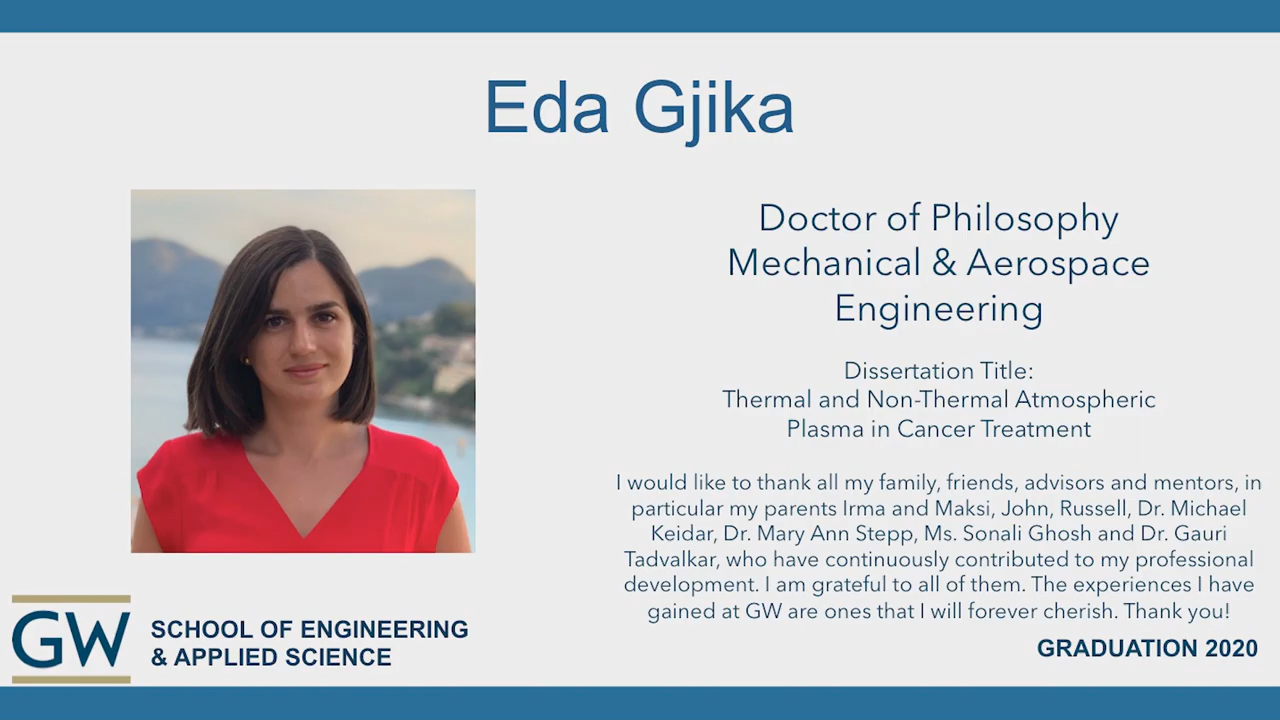 Eda Gjika
Doctor of Philosophy
Mechanical & Aerospace
Engineering
Dissertation Title:
Thermal and Non-Thermal Atmospheric
Plasma in Cancer Treatment
I would like to thank all my family, friends, advisors and mentors, in
particular my parents Irma and Maksi, John, Russell, Dr. Michael
Keidar, Dr. Mary Ann Stepp, Ms. Sonali Ghosh and Dr. Gauri
Tadvalkar, who have continuously contributed to my professional
development. I am grateful to all of them. The experiences I have
gained at GW are ones that I will forever cherish. Thank you!
GW
SCHOOL OF ENGINEERING
& APPLIED SCIENCE
GRADUATION 2020